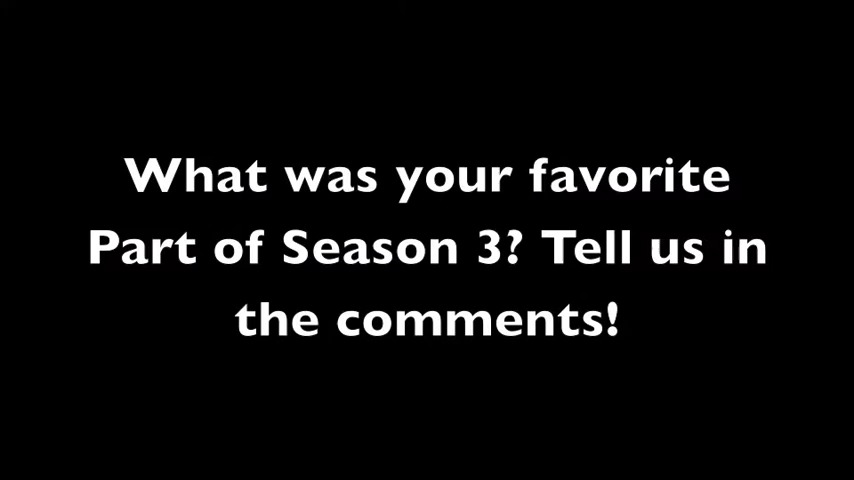 What was your favorite
Part of Season 3? Tell us in
the comments!